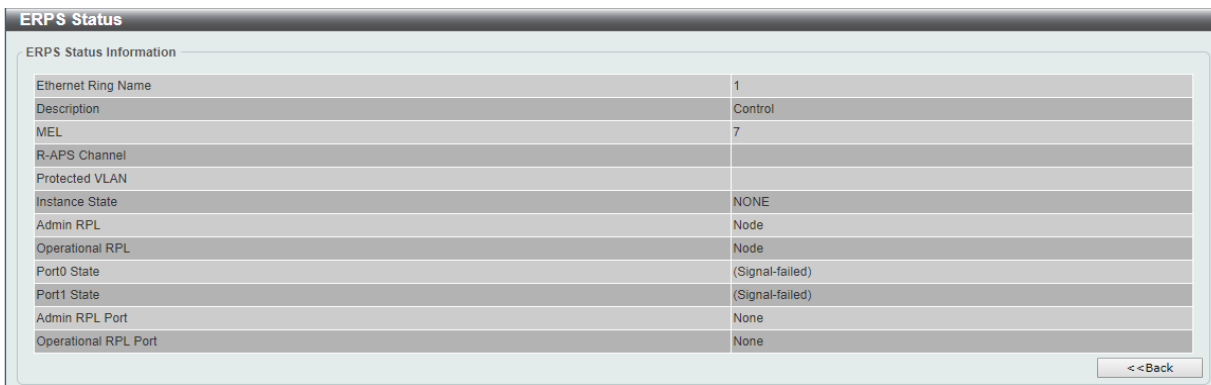 ERPS Status
ERPS Status Information
Ethernet Ring Name 1
Description Control
MEL 7
R-APS Channel
Protected VLAN
Instance State NONE
Admin RPL Node
Operational RPL Node
Port0 State (Signal-failed)
Port1 State (Signal-failed)
Admin RPL Port None
Operational RPL Port None
<<Back